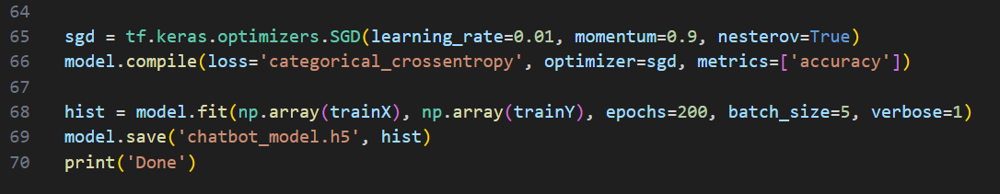 64
65 sgd = tf.keras.optimizers.SGD(learning_rate=0.01, momentum=0.9, nesterov=True)
66 model.compile(loss='categorical_crossentropy', optimizer=sgd, metrics=['accuracy'])
67
68 hist = model.fit(np.array(trainX), np.array(trainY), epochs=200, batch_size=5, verbose=1)
69 model.save('chatbot_model.h5', hist)
70 print('Done')